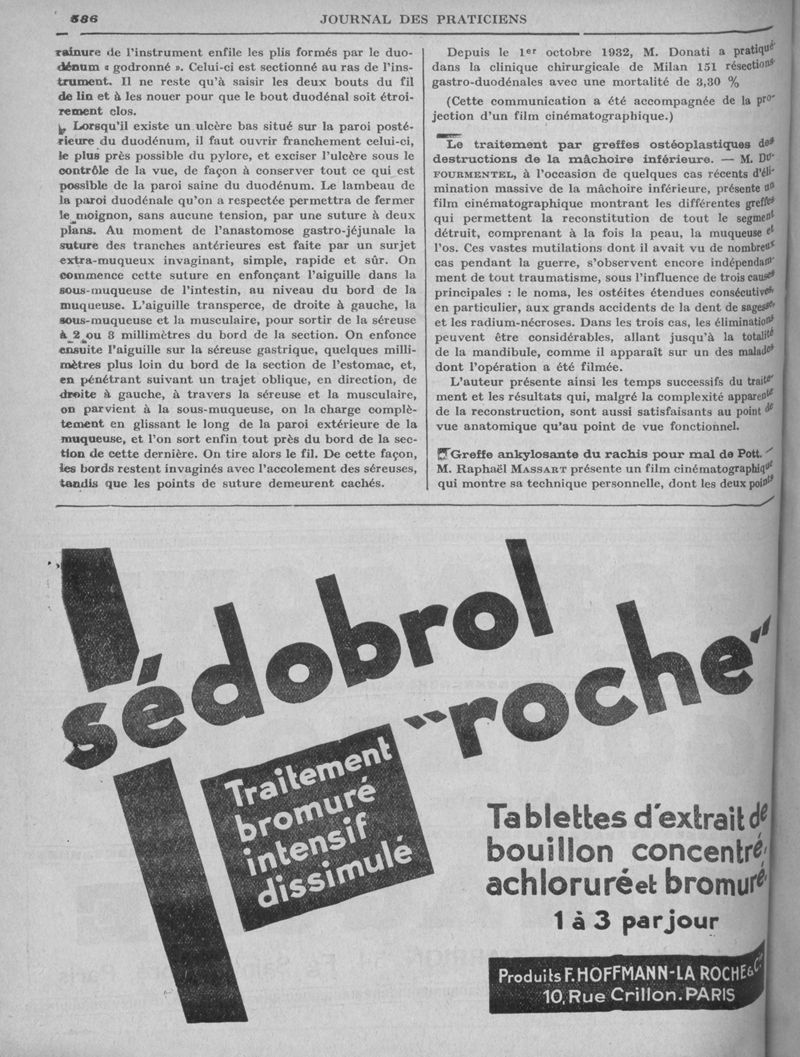 586
JOURNAL DES PRATICIENS
rainure de l'instrument enfile les plis formés par le duo-
dénum « godronné ». Celui-ci est sectionné au ras de l'ins-
trument. Il ne reste qu'à saisir les deux bouts du fil
de lin et à les nouer pour que le bout duodénal soit étroi-
rement clos.
Lorsqu'il existe un ulcère bas situé sur la paroi posté-
rieure du duodénum, il faut ouvrir franchement celui-ci,
le plus près possible du pylore, et exciser l'ulcère sous le
contrôle de la vue, de façon à conserver tout ce qui est
possible de la paroi saine du duodénum. Le lambeau de
la paroi duodénale qu'on a respectée permettra de fermer
le moignon, sans aucune tension, par une suture à deux
plans. Au moment de l'anastomose gastro-jéjunale la
suture des tranches antérieures est faite par un surjet
extra-muqueux invaginant, simple, rapide et sûr. On
commence cette suture en enfonçant l'aiguille dans la
sous-muqueuse de l'intestin, au niveau du bord de la
muqueuse. L'aiguille transperce, de droite à gauche, la
sous-muqueuse et la musculaire, pour sortir de la séreuse
à 2 ou 3 millimètres du bord de la section. On enfonce
ensuite l'aiguille sur la séreuse gastrique, quelques milli-
mètres plus loin du bord de la section de l'estomac, et,
en pénétrant suivant un trajet oblique, en direction, de
droite à gauche, à travers la séreuse et la musculaire,
on parvient à la sous-muqueuse, on la charge complè-
tement en glissant le long de la paroi extérieure de la
muqueuse, et l'on sort enfin tout près du bord de la sec-
tion de cette dernière. On tire alors le fil. De cette façon,
les bords restent invaginés avec l'accolement des séreuses,
tandis que les points de suture demeurent cachés.
Depuis le 1er octobre 1932, M. Donati a pratiqué
dans la clinique chirurgicale de Milan 151 résections
gastro-duodénales avec une mortalité de 3,30 %
(Cette communication a été accompagnée de la pro-
jection d'un film cinématographique.)
Le traitement par greffes ostéoplastiques des
destructions de la mâchoire inférieure. — M. DU-
FOURMENTEL, à l'occasion de quelques cas récents d'éli-
mination massive de la mâchoire inférieure, présente un
film cinématographique montrant les différentes greffes
qui permettent la reconstitution de tout le segment
détruit, comprenant à la fois la peau, la muqueuse et
l'os. Ces vastes mutilations dont il avait vu de nombreux
cas pendant la guerre, s'observent encore indépendam-
ment de tout traumatisme, sous l'influence de trois causes
principales : le noma, les ostéites étendues consécutives,
en particulier, aux grands accidents de la dent de sagesse,
et les radium-nécroses. Dans les trois cas, les éliminations
peuvent être considérables, allant jusqu'à la totalité
de la mandibule, comme il apparaît sur un des malades
dont l'opération a été filmée.
L'auteur présente ainsi les temps successifs du traite-
ment et les résultats qui, malgré la complexité apparente
de la reconstruction, sont aussi satisfaisants au point de
vue anatomique qu'au point de vue fonctionnel.
Greffe ankylosante du rachis pour mal de Pott. —
M. Raphaël MASSART présente un film cinématographique
qui montre sa technique personnelle, dont les deux points
sédobrol
"roche"
Traitement
bromuré
intensif
dissimulé
Tablettes d'extrait de
bouillon concentré,
achloruré et bromuré.
1 à 3 par jour
Produits F. HOFFMANN-LA ROCHE & Cie
10, Rue Crillon. PARIS